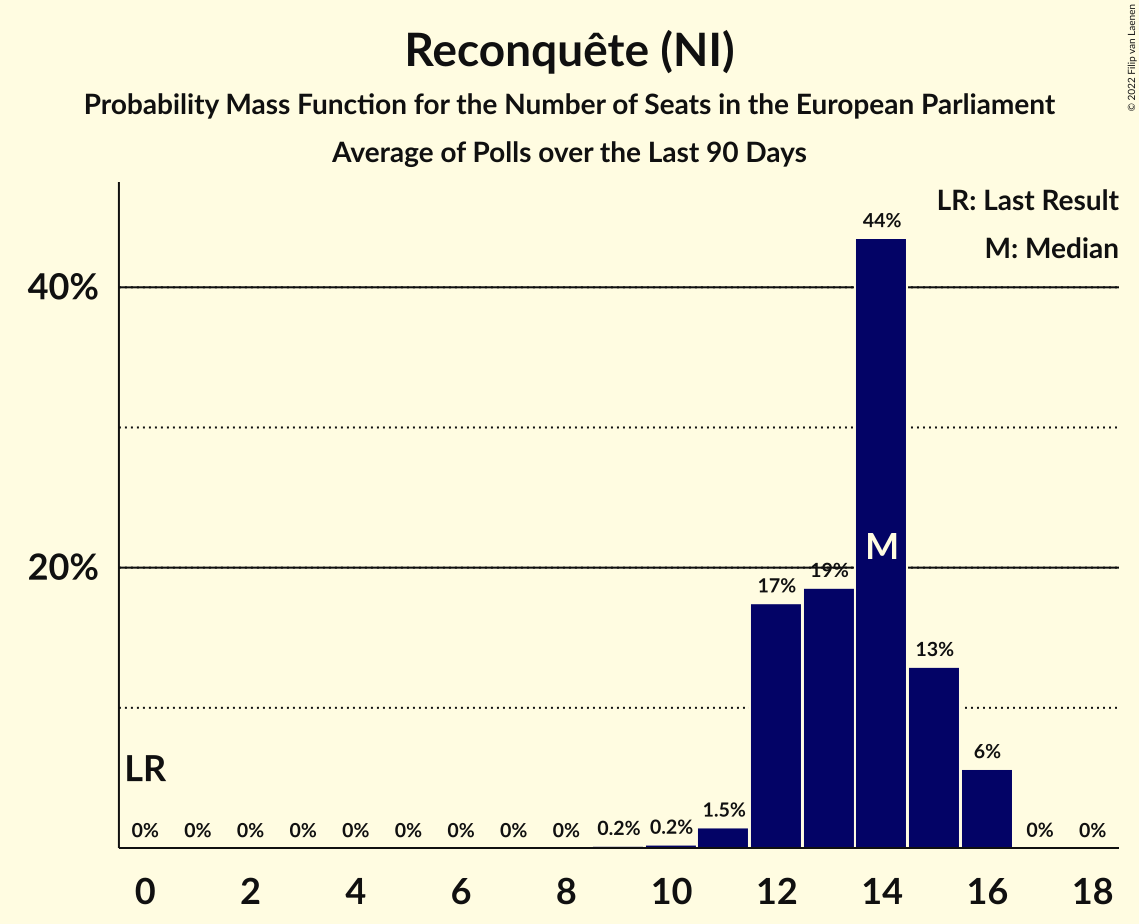 Reconquête (NI)
Probability Mass Function for the Number of Seats in the European Parliament
Average of Polls over the Last 90 Days
© 2022 Filip van Laenen
LR: Last Result
M: Median
44%
40%
M
20%
19%
17%
13%
6%
LR
1.5%
0% 0% 0% 0% 0% 0% 0% 0% 0% 0.2% 0.2% 0% 0%
0 2 4 6 8 10 12 14 16 18